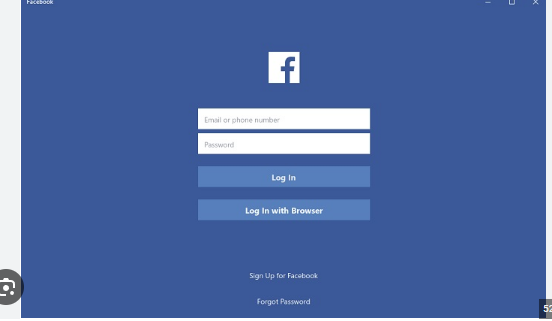 Facebook
f
Email or phone number
Password
Log In
Log In with Browser
Sign Up for Facebook
Forgot Password
52